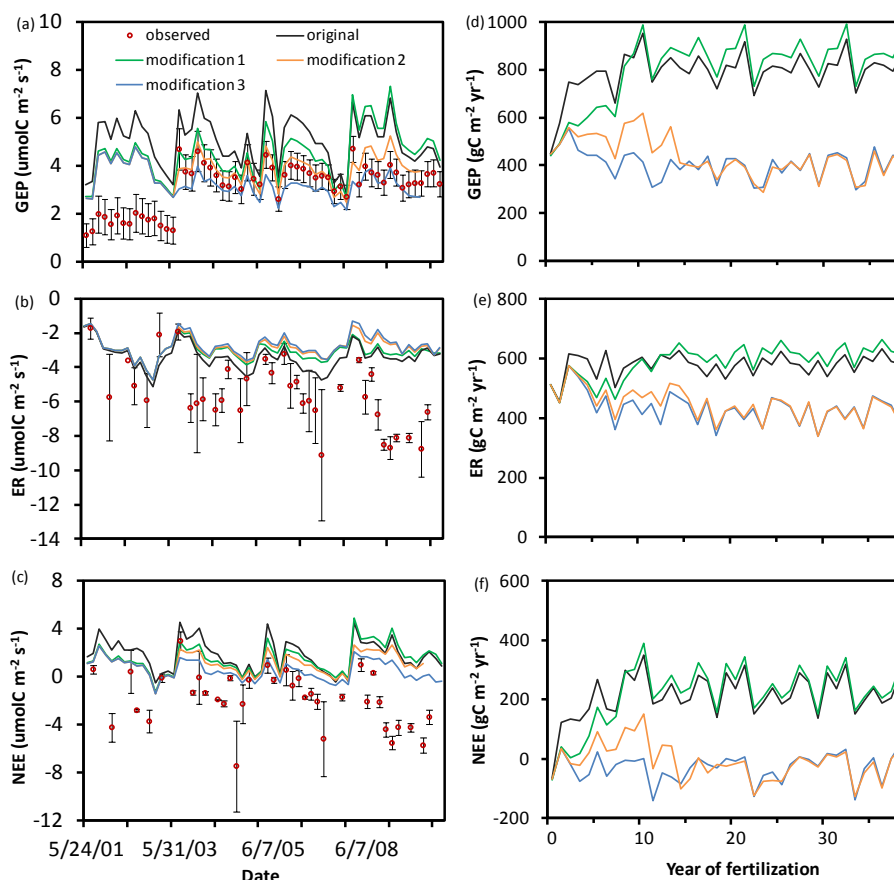 (a)
observed
original
modification 1
modification 2
modification 3
GEP (umolC m⁻² s⁻¹)
10
8
6
4
2
0
(b)
ER (umolC m⁻² s⁻¹)
0
-2
-4
-6
-8
-10
-12
-14
(c)
NEE (umolC m⁻² s⁻¹)
8
4
0
-4
-8
-12
5/24/01
5/31/03
6/7/05
6/7/08
Date
(d)
GEP (gC m⁻² yr⁻¹)
1000
800
600
400
200
0
(e)
ER (gC m⁻² yr⁻¹)
800
600
400
200
0
(f)
NEE (gC m⁻² yr⁻¹)
600
400
200
0
-200
0
10
20
30
Year of fertilization